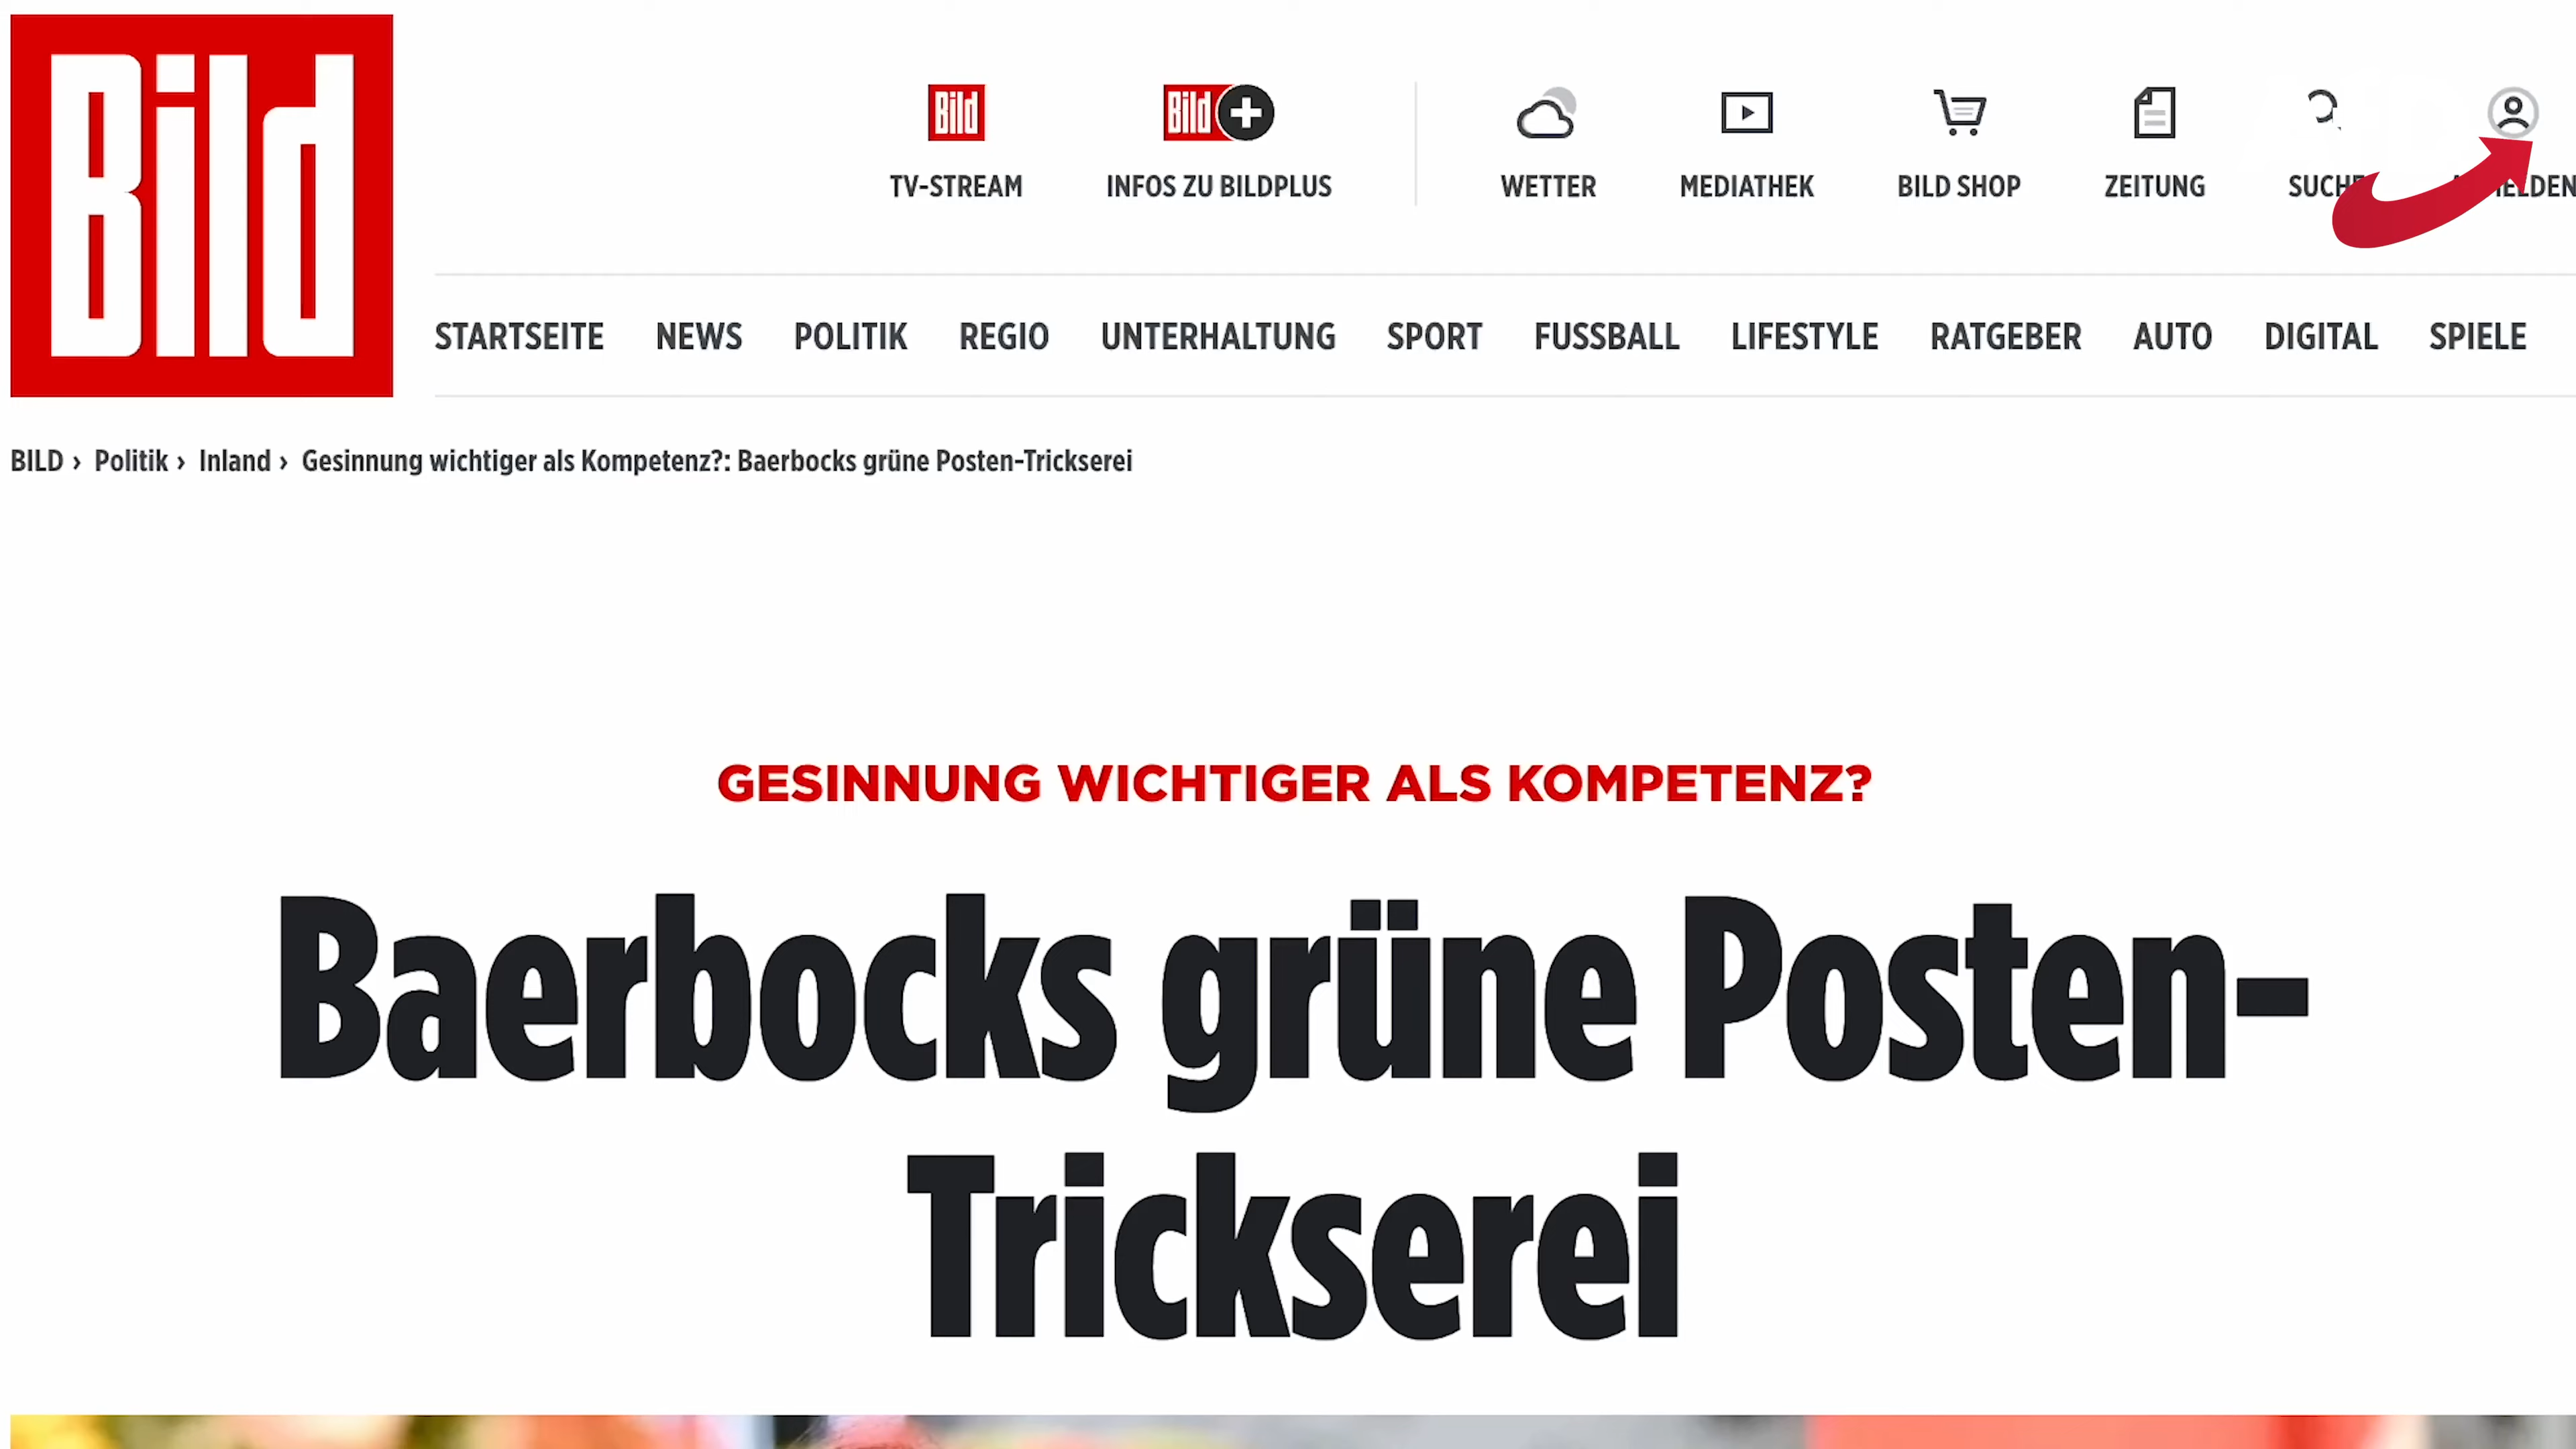 Bild
Bild
Bild
TV-STREAM
INFOS ZU BILDPLUS
WETTER
MEDIATHEK
BILD SHOP
ZEITUNG
STARTSEITE NEWS POLITIK REGIO UNTERHALTUNG SPORT FUSSBALL LIFESTYLE RATGEBER AUTO DIGITAL SPIELE
BILD › Politik › Inland › Gesinnung wichtiger als Kompetenz?: Baerbocks grüne Posten-Trickserei
GESINNUNG WICHTIGER ALS KOMPETENZ?
Baerbocks grüne Posten-
Trickserei